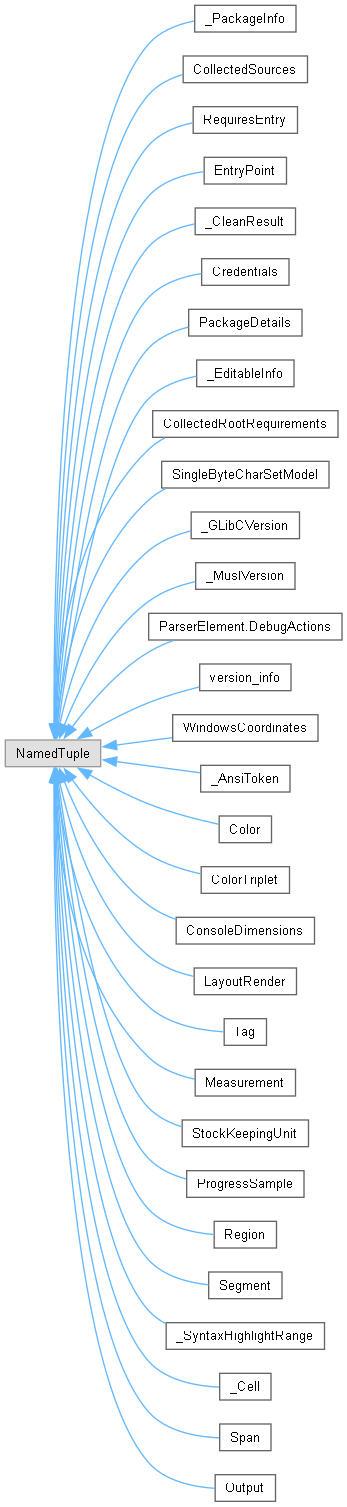 _PackageInfo
CollectedSources
RequiresEntry
EntryPoint
_CleanResult
Credentials
PackageDetails
_EditableInfo
CollectedRootRequirements
SingleByteCharSetModel
_GLibCVersion
_MuslVersion
ParserElement.DebugActions
version_info
WindowsCoordinates
NamedTuple
_AnsiToken
Color
ColorTriplet
ConsoleDimensions
LayoutRender
Tag
Measurement
StockKeepingUnit
ProgressSample
Region
Segment
_SyntaxHighlightRange
_Cell
Span
Output